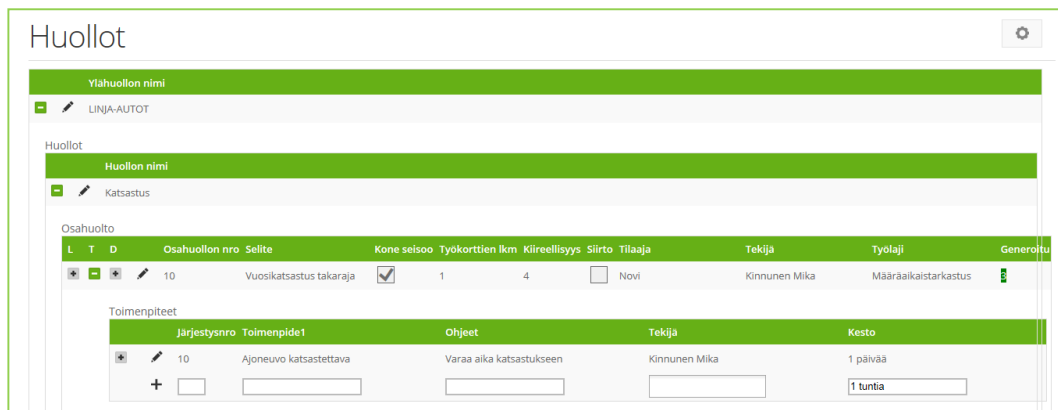 Huollot
Ylähuollon nimi
LINJA-AUTOT
Huollot
Huollon nimi
Katsastus
Osahuolto
L T D Osahuollon nro Selite Kone seisoo Työkorttien lkm Kiireellisyys Siirto Tilaaja Tekijä Työlaji Generoitu
10 Vuosikatsastus takaraja 1 4 Novi Kinnunen Mika Määräaikaistarkastus 3
Toimenpiteet
Järjestysnro Toimenpide1 Ohjeet Tekijä Kesto
10 Ajoneuvo katsastettava Varaa aika katsastukseen Kinnunen Mika 1 päivää
1 tuntia